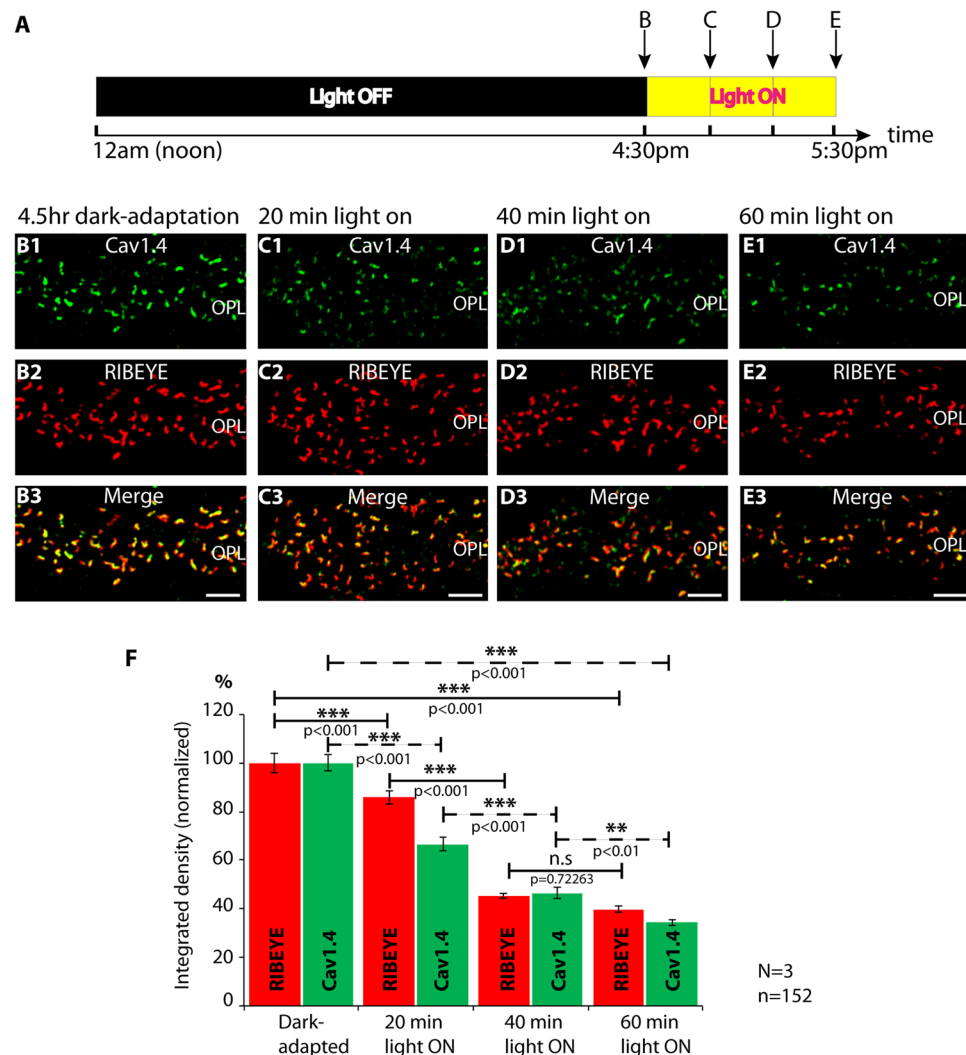 A
B C D E
Light OFF
Light ON
time
12am (noon) 4:30pm 5:30pm
4.5hr dark-adaptation 20 min light on 40 min light on 60 min light on
B1 Cav1.4 OPL
C1 Cav1.4 OPL
D1 Cav1.4 OPL
E1 Cav1.4 OPL
B2 RIBEYE OPL
C2 RIBEYE OPL
D2 RIBEYE OPL
E2 RIBEYE OPL
B3 Merge OPL
C3 Merge OPL
D3 Merge OPL
E3 Merge OPL
F
%
Integrated density (normalized)
120
100
80
60
40
20
0
***
p<0.001
***
p<0.001
***
p<0.001
***
p<0.001
***
p<0.001
***
p<0.001
**
p<0.01
n.s
p=0.72263
RIBEYE Cav1.4 RIBEYE Cav1.4 RIBEYE Cav1.4 RIBEYE Cav1.4
Dark- 20 min 40 min 60 min
adapted light ON light ON light ON
N=3
n=152